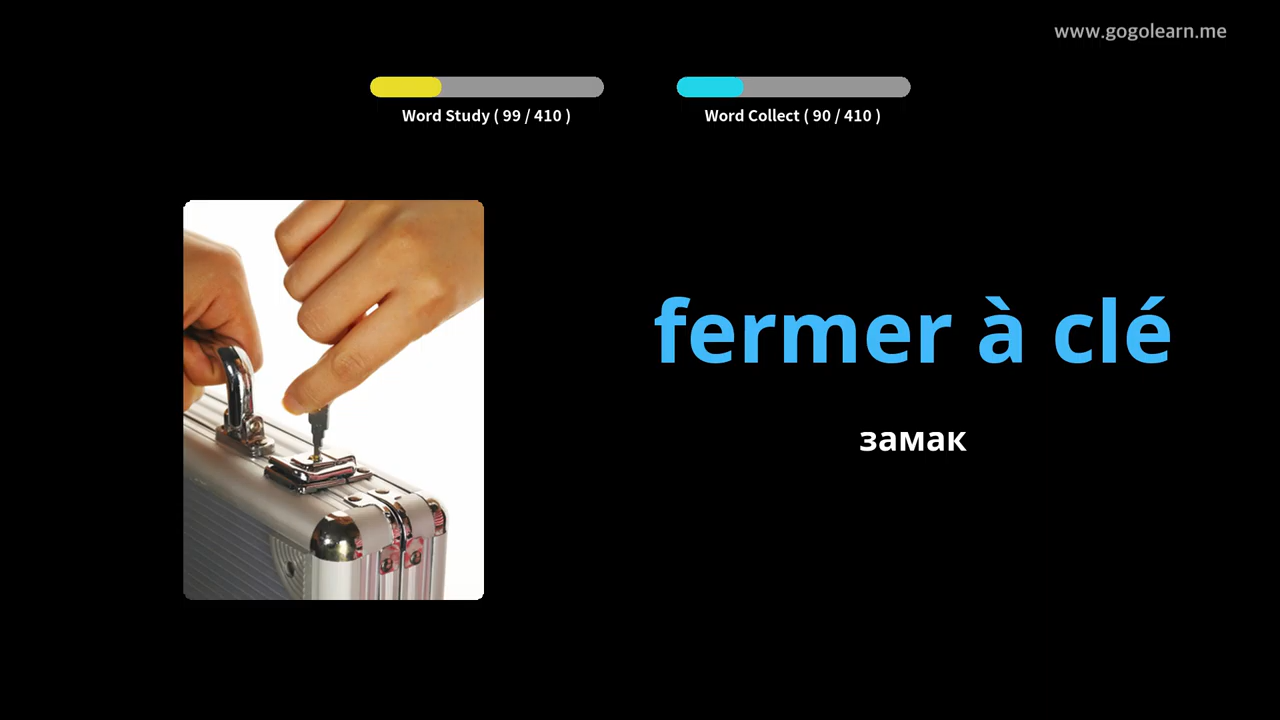 www.gogolearn.me
Word Study ( 99 / 410 )
Word Collect ( 90 / 410 )
fermer à clé
замак